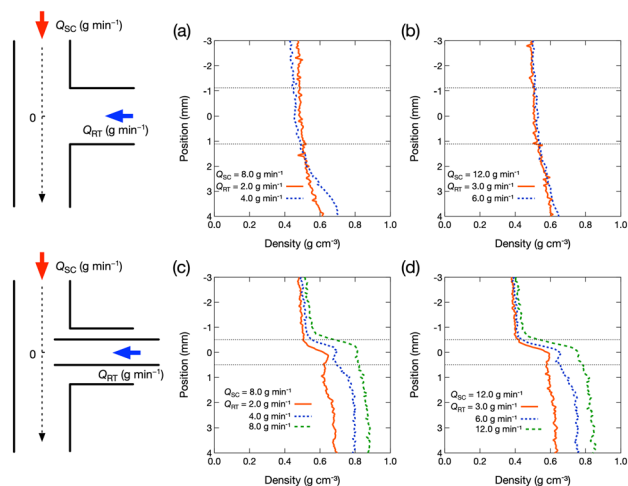 Q_SC (g min⁻¹)
0
Q_RT (g min⁻¹)
(a)
-3
-2
-1
0
1
2
3
4
Position (mm)
Q_SC = 8.0 g min⁻¹
Q_RT = 2.0 g min⁻¹
4.0 g min⁻¹
0.0 0.2 0.4 0.6 0.8 1.0
Density (g cm⁻³)
(b)
-3
-2
-1
0
1
2
3
4
Position (mm)
Q_SC = 12.0 g min⁻¹
Q_RT = 3.0 g min⁻¹
6.0 g min⁻¹
0.0 0.2 0.4 0.6 0.8 1.0
Density (g cm⁻³)
Q_SC (g min⁻¹)
0
Q_RT (g min⁻¹)
(c)
-3
-2
-1
0
1
2
3
4
Position (mm)
Q_SC = 8.0 g min⁻¹
Q_RT = 2.0 g min⁻¹
4.0 g min⁻¹
8.0 g min⁻¹
0.0 0.2 0.4 0.6 0.8 1.0
Density (g cm⁻³)
(d)
-3
-2
-1
0
1
2
3
4
Position (mm)
Q_SC = 12.0 g min⁻¹
Q_RT = 3.0 g min⁻¹
6.0 g min⁻¹
12.0 g min⁻¹
0.0 0.2 0.4 0.6 0.8 1.0
Density (g cm⁻³)